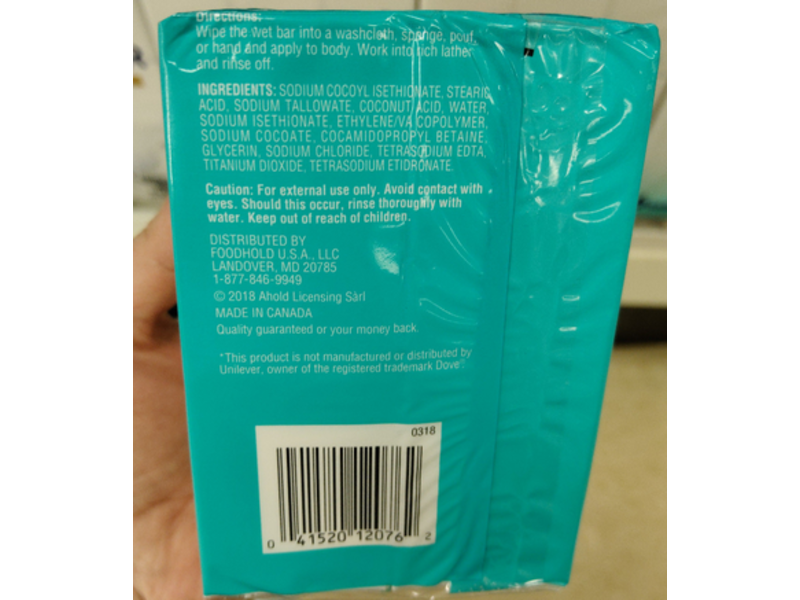 Directions:
Wipe the wet bar into a washcloth, sponge, pouf,
or hand and apply to body. Work into rich lather
and rinse off.
INGREDIENTS: SODIUM COCOYL ISETHIONATE, STEARIC
ACID, SODIUM TALLOWATE, COCONUT ACID, WATER,
SODIUM ISETHIONATE, ETHYLENE/VA COPOLYMER,
SODIUM COCOATE, COCAMIDOPROPYL BETAINE,
GLYCERIN, SODIUM CHLORIDE, TETRASODIUM EDTA,
TITANIUM DIOXIDE, TETRASODIUM ETIDRONATE.
Caution: For external use only. Avoid contact with
eyes. Should this occur, rinse thoroughly with
water. Keep out of reach of children.
DISTRIBUTED BY
FOODHOLD U.S.A., LLC
LANDOVER, MD 20785
1-877-846-9949
© 2018 Ahold Licensing Sàrl
MADE IN CANADA
Quality guaranteed or your money back.
*This product is not manufactured or distributed by
Unilever, owner of the registered trademark Dove®.
0318
0 41520 12076 2